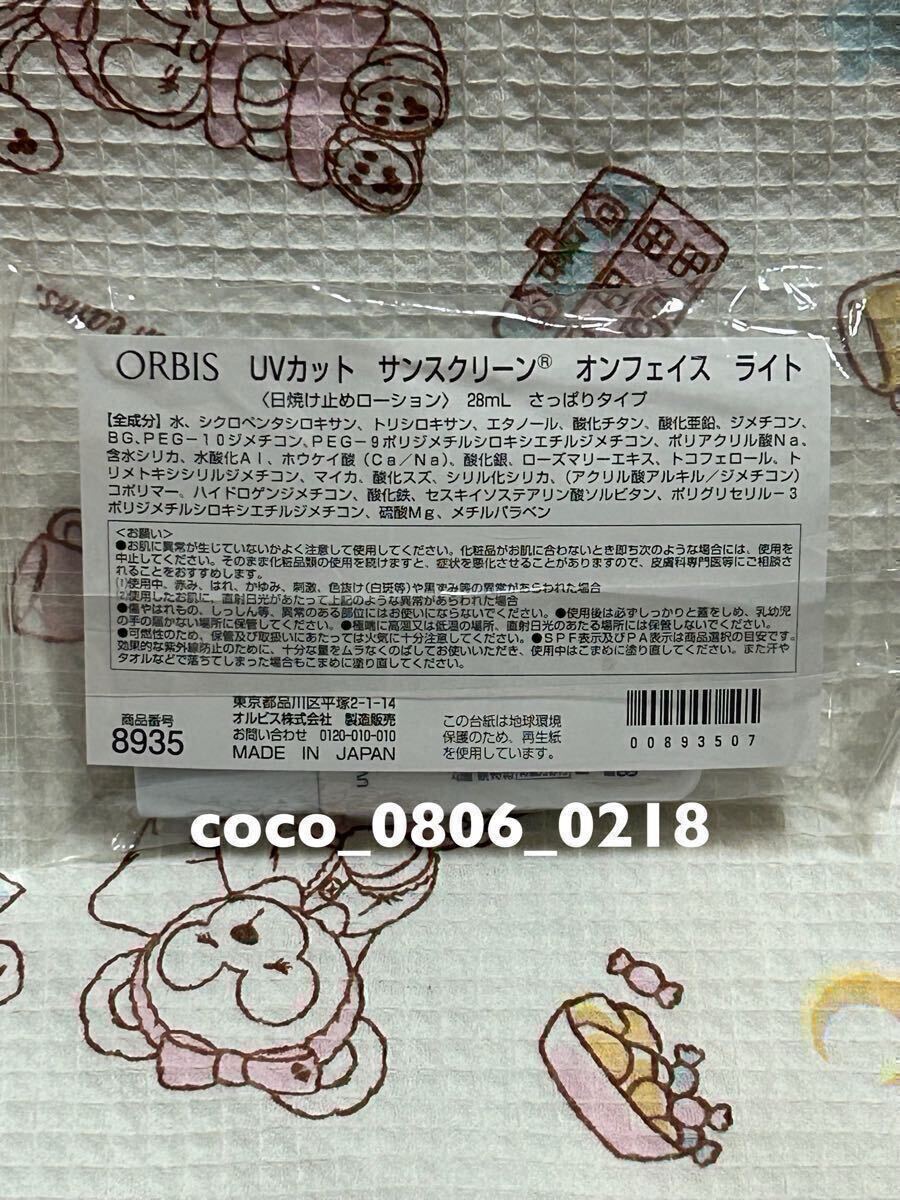 ORBIS UVカット サンスクリーン® オンフェイス ライト
〈日焼け止めローション〉 28mL さっぱりタイプ
【全成分】水、シクロペンタシロキサン、トリシロキサン、エタノール、酸化チタン、酸化亜鉛、ジメチコン、
BG、PEG-10ジメチコン、PEG-9ポリジメチルシロキシエチルジメチコン、ポリアクリル酸Na、
含水シリカ、水酸化Al、ホウケイ酸（Ca／Na）、酸化銀、ローズマリーエキス、トコフェロール、ト
リメトキシシリルジメチコン、マイカ、酸化スズ、シリル化シリカ、（アクリル酸アルキル／ジメチコン）
コポリマー。ハイドロゲンジメチコン、酸化鉄、セスキイソステアリン酸ソルビタン、ポリグリセリル-3
ポリジメチルシロキシエチルジメチコン、硫酸Mg、メチルパラベン
＜お願い＞
●お肌に異常が生じていないかよく注意して使用してください。化粧品がお肌に合わないとき即ち次のような場合には、使用を
中止してください。そのまま化粧品類の使用を続けますと、症状を悪化させることがありますので、皮膚科専門医等にご相談され
ることをおすすめします。
(1)使用中、赤み、はれ、かゆみ、刺激、色抜け(白斑等)や黒ずみ等の異常があらわれた場合
(2)使用したお肌に、直射日光があたって上記のような異常があらわれた場合
●傷やはれもの、しっしん等、異常のある部位にはお使いにならないでください。●使用後は必ずしっかりと蓋をしめ、乳幼児
の手の届かない場所に保管してください。●極端に高温又は低温の場所、直射日光のあたる場所には保管しないでください。
●可燃性のため、保管及び取扱いにあたっては火気に十分注意してください。●SPF表示及びPA表示は商品選択の目安です。
効果的な紫外線防止のために、十分な量をムラなくのばしてお使いいただき、使用中はこまめに塗り直してください。また汗や
タオルなどで落ちてしまった場合もこまめに塗り直してください。
商品番号
8935
東京都品川区平塚2-1-14
オルビス株式会社 製造販売
お問い合わせ 0120-010-010
MADE IN JAPAN
この台紙は地球環境
保護のため、再生紙
を使用しています。
00893507
coco_0806_0218